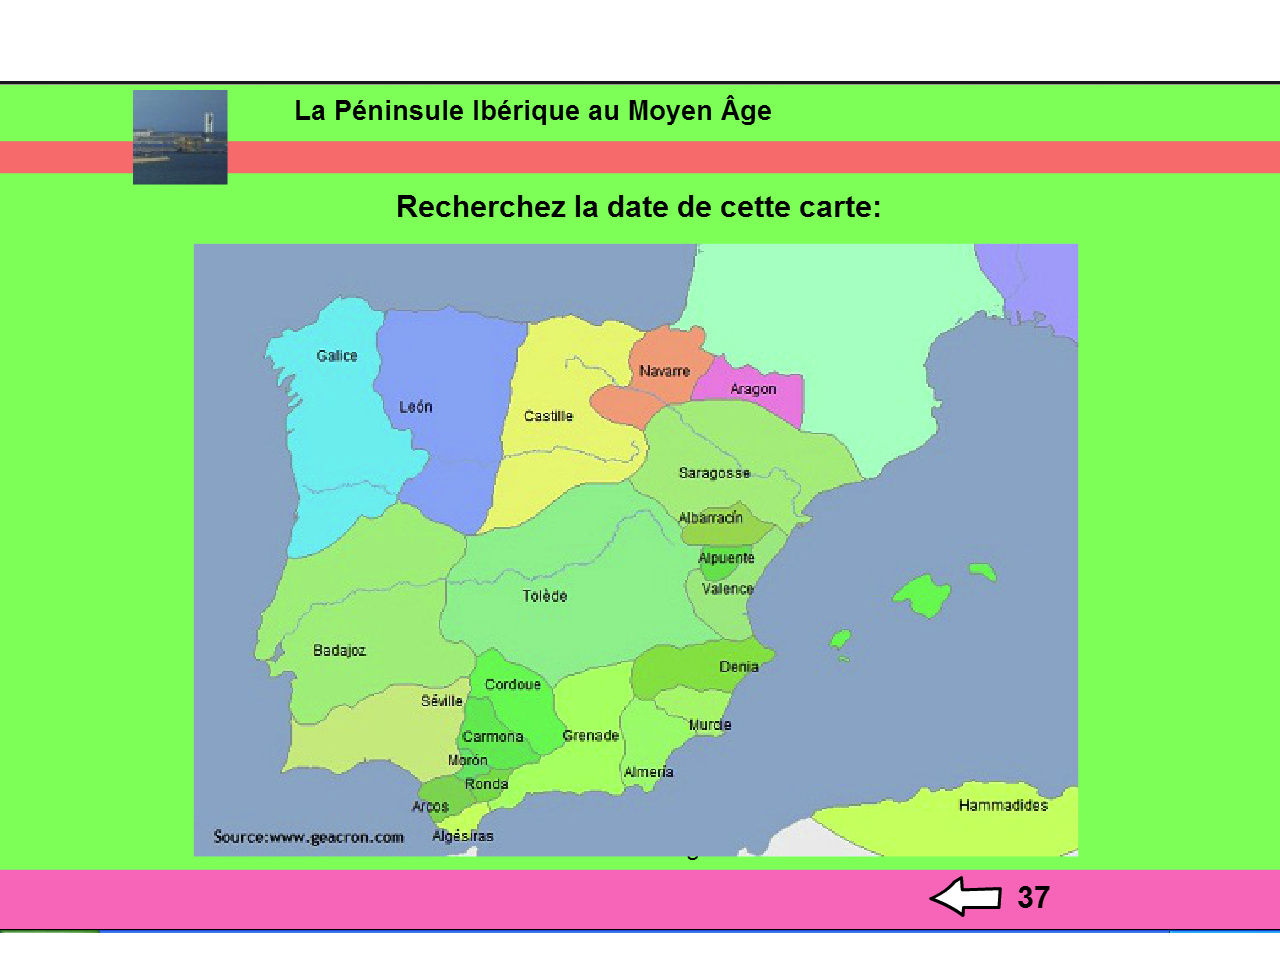 La Péninsule Ibérique au Moyen Âge
Recherchez la date de cette carte:
Galice
León
Castille
Navarre
Aragon
Saragosse
Albarracín
Alpuente
Valence
Tolède
Badajoz
Denia
Cordoue
Séville
Murcie
Carmona
Grenade
Morón
Almería
Ronda
Arcos
Hammadides
Algésiras
Source:www.geacron.com
37